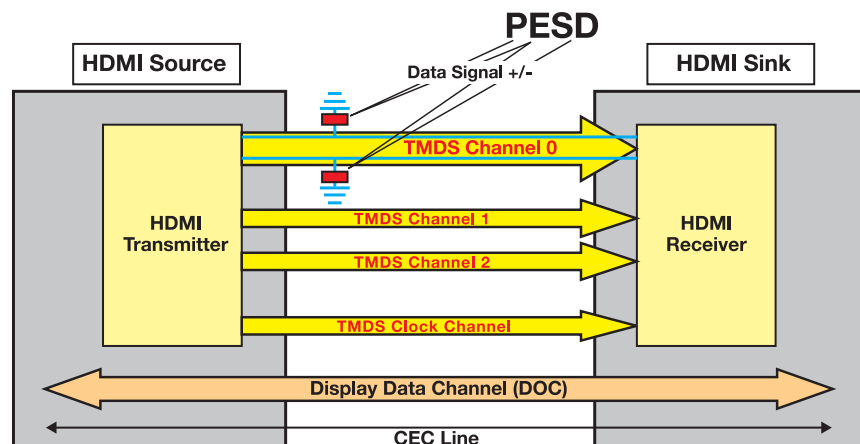 PESD
HDMI Source
HDMI Sink
Data Signal +/-
TMDS Channel 0
HDMI
Transmitter
TMDS Channel 1
HDMI
Receiver
TMDS Channel 2
TMDS Clock Channel
Display Data Channel (DOC)
CEC Line